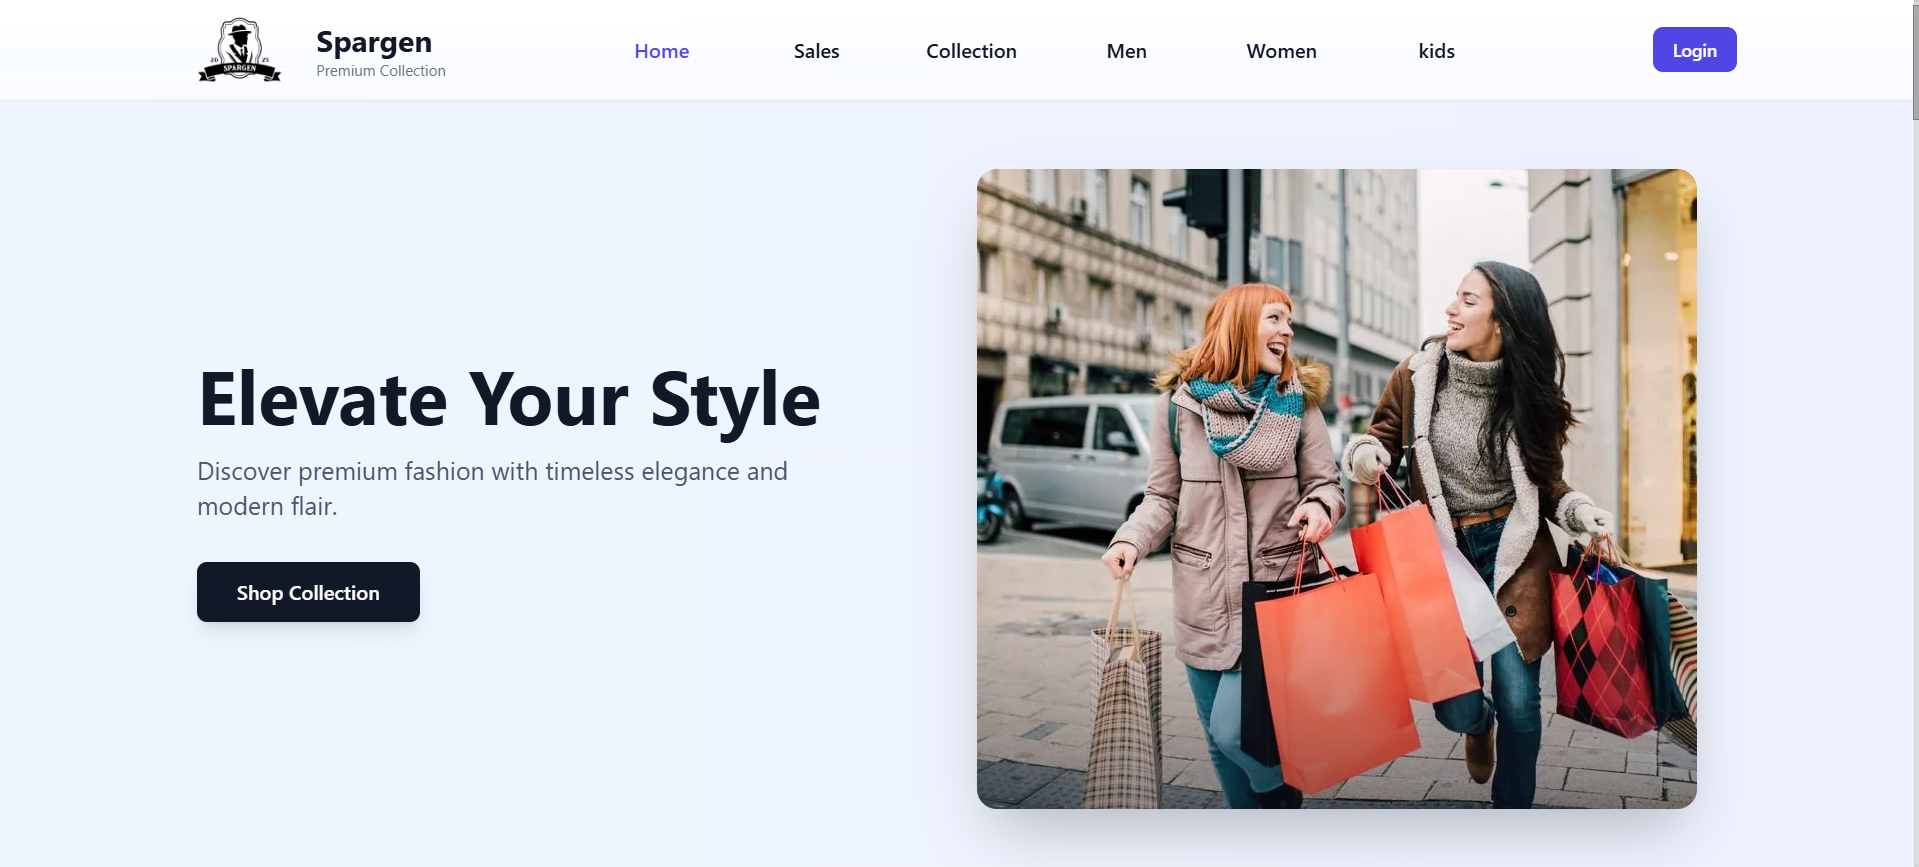 20 25
SPARGEN
Spargen
Premium Collection
Home Sales Collection Men Women kids
Login
Elevate Your Style
Discover premium fashion with timeless elegance and
modern flair.
Shop Collection